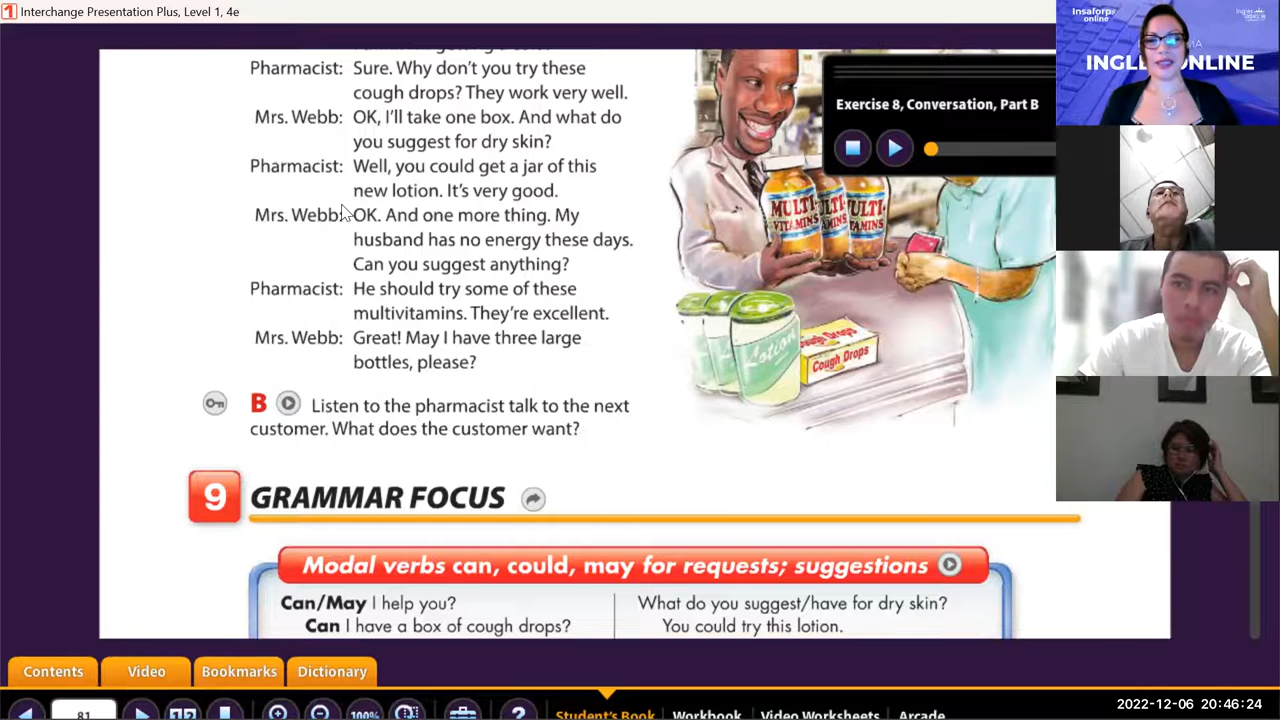 Interchange Presentation Plus, Level 1, 4e
Pharmacist: Sure. Why don't you try these
cough drops? They work very well.
Mrs. Webb: OK, I'll take one box. And what do
you suggest for dry skin?
Pharmacist: Well, you could get a jar of this
new lotion. It's very good.
Mrs. Webb: OK. And one more thing. My
husband has no energy these days.
Can you suggest anything?
Pharmacist: He should try some of these
multivitamins. They're excellent.
Mrs. Webb: Great! May I have three large
bottles, please?
B Listen to the pharmacist talk to the next
customer. What does the customer want?
9 GRAMMAR FOCUS
Modal verbs can, could, may for requests; suggestions
Can/May I help you?
Can I have a box of cough drops?
What do you suggest/have for dry skin?
You could try this lotion.
Exercise 8, Conversation, Part B
MULTI-
VITAMINS
Lotion
Cough Drops
Cough Drops
Insaforp
online
INGLÉS ONLINE
Contents
Video
Bookmarks
Dictionary
81
100%
?
Student's Book
Workbook
Video Worksheets
Arcade
2022-12-06 20:46:24